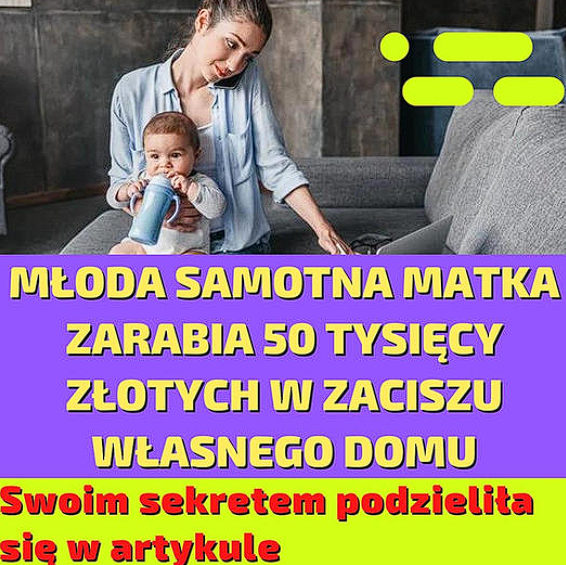 MŁODA SAMOTNA MATKA
ZARABIA 50 TYSIĘCY
ZŁOTYCH W ZACISZU
WŁASNEGO DOMU
Swoim sekretem podzieliła
się w artykule